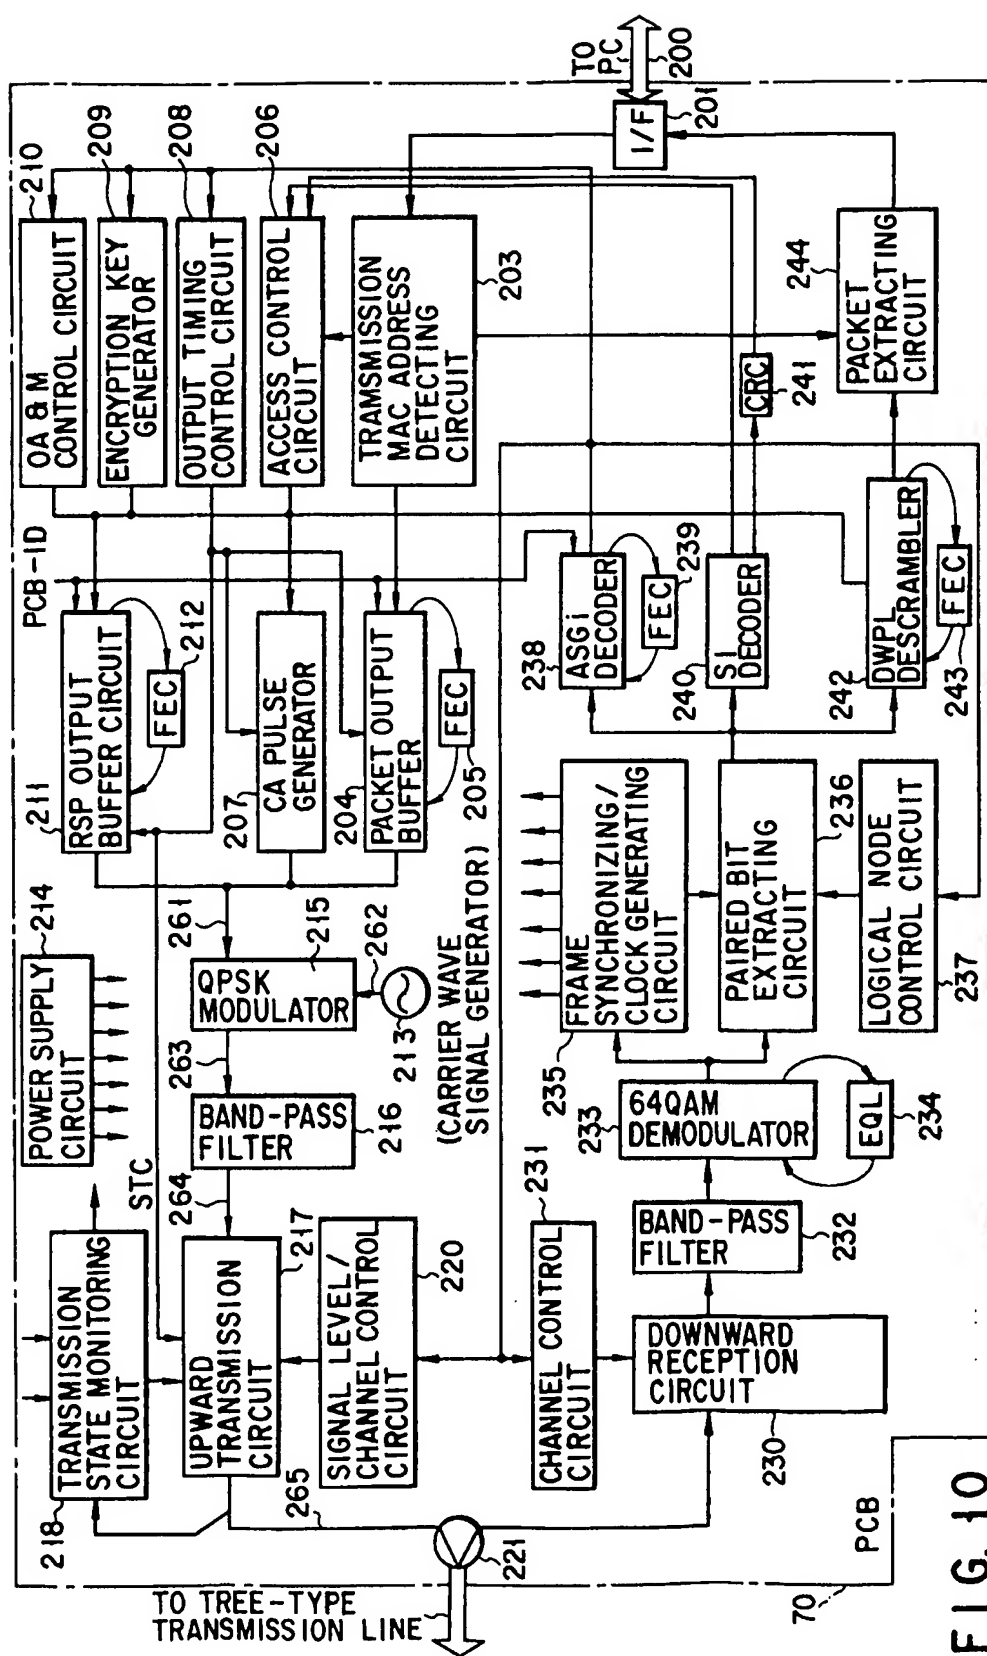 TO TREE-TYPE
TRANSMISSION LINE
221
265
218
TRANSMISSION
STATE MONITORING
CIRCUIT
STC
UPWARD
TRANSMISSION
CIRCUIT
217
SIGNAL LEVEL/
CHANNEL CONTROL
CIRCUIT
220
CHANNEL CONTROL
CIRCUIT
231
DOWNWARD
RECEPTION
CIRCUIT
230
POWER SUPPLY
CIRCUIT
214
264
BAND-PASS
FILTER
216
263
QPSK
MODULATOR
215
261
262
213
(CARRIER WAVE
SIGNAL GENERATOR)
BAND-PASS
FILTER
232
233
64QAM
DEMODULATOR
EQL
234
235
FRAME
SYNCHRONIZING/
CLOCK GENERATING
CIRCUIT
PAIRED BIT
EXTRACTING
CIRCUIT
236
LOGICAL NODE
CONTROL CIRCUIT
237
PCB-ID
211
RSP OUTPUT
BUFFER CIRCUIT
FEC
212
207
CA PULSE
GENERATOR
204
PACKET OUTPUT
BUFFER
FEC
205
238
ASGi
DECODER
FEC
239
240
SI
DECODER
CRC
241
242
DWPL
DESCRAMBLER
FEC
243
OA & M
CONTROL CIRCUIT
210
ENCRYPTION KEY
GENERATOR
209
OUTPUT TIMING
CONTROL CIRCUIT
208
ACCESS CONTROL
CIRCUIT
206
TRAMSMISSION
MAC ADDRESS
DETECTING
CIRCUIT
203
PACKET
EXTRACTING
CIRCUIT
244
I/F
201
TO
PC
200
PCB
70
FIG. 10